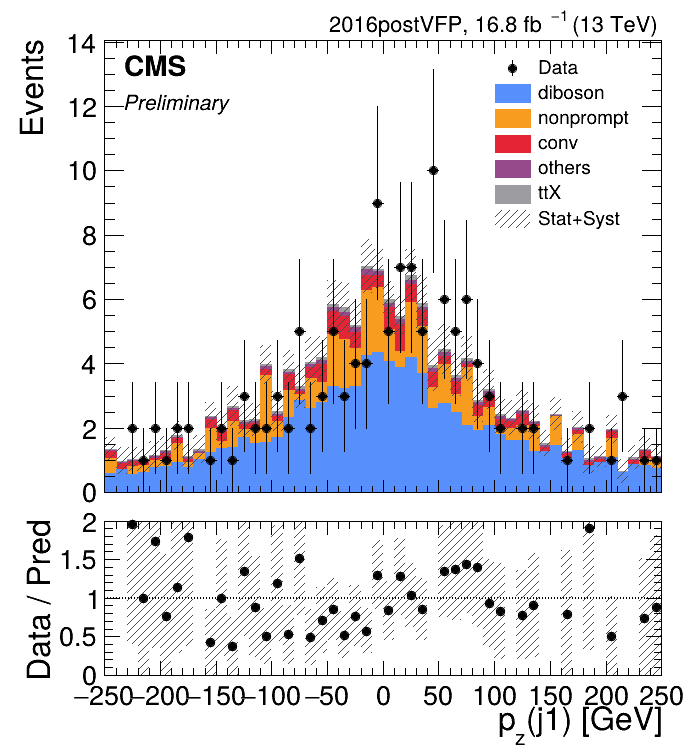 2016postVFP, 16.8 fb⁻¹ (13 TeV)
Events
CMS
Preliminary
Data
diboson
nonprompt
conv
others
ttX
Stat+Syst
14
12
10
8
6
4
2
0
Data / Pred
2
1.5
1
0.5
0
−250 −200 −150 −100 −50 0 50 100 150 200 250
p_z(j1) [GeV]